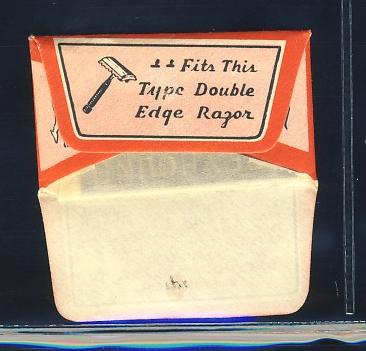 Fits This
Type Double
Edge Razor